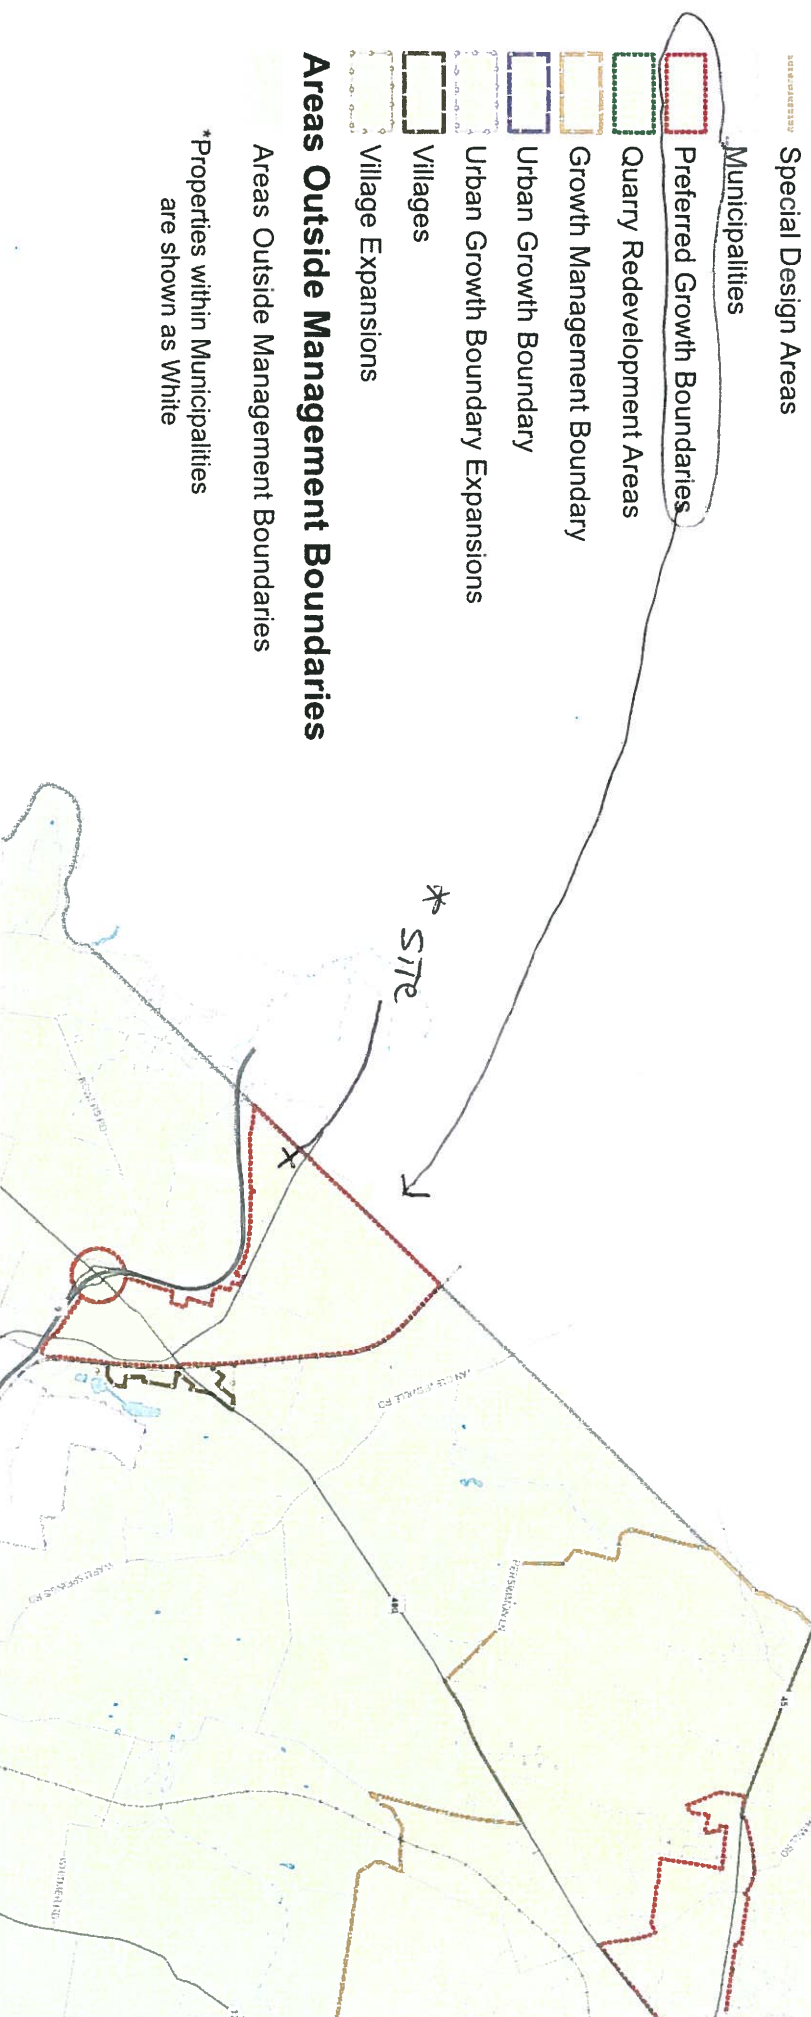 Special Design Areas
Municipalities
Preferred Growth Boundaries
Quarry Redevelopment Areas
Growth Management Boundary
Urban Growth Boundary
Urban Growth Boundary Expansions
Villages
Village Expansions
Areas Outside Management Boundaries
Areas Outside Management Boundaries
*Properties within Municipalities
are shown as White
* Site
X
45